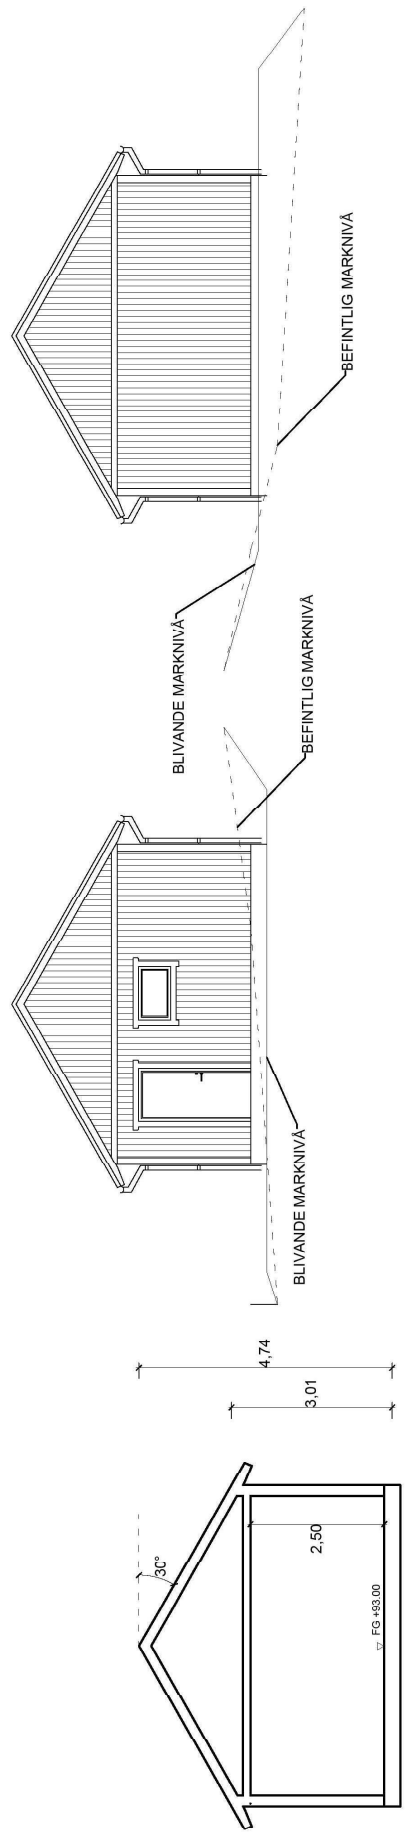 BEFINTLIG MARKNIVÅ
BLIVANDE MARKNIVÅ
BEFINTLIG MARKNIVÅ
BLIVANDE MARKNIVÅ
4,74
3,01
30°
2,50
FG +93,00